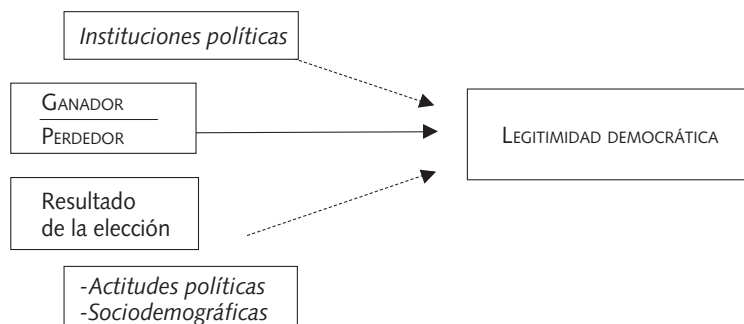 Instituciones políticas
GANADOR
PERDEDOR
LEGITIMIDAD DEMOCRÁTICA
Resultado
de la elección
-Actitudes políticas
-Sociodemográficas